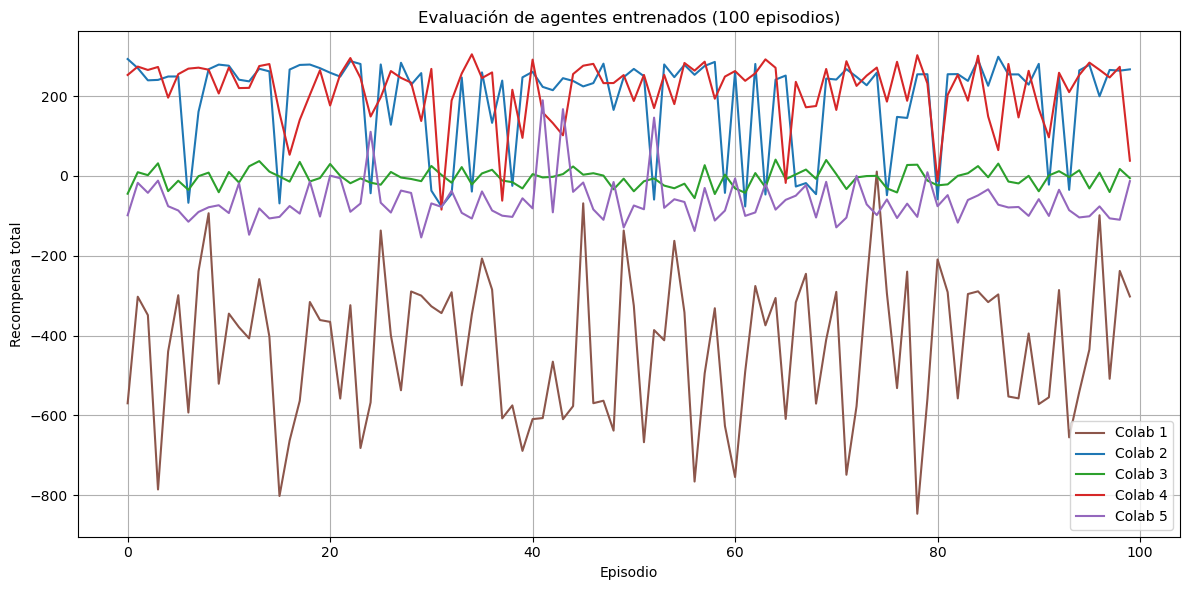 Evaluación de agentes entrenados (100 episodios)
Recompensa total
200
0
−200
−400
−600
−800
0 20 40 60 80 100
Episodio
Colab 1
Colab 2
Colab 3
Colab 4
Colab 5